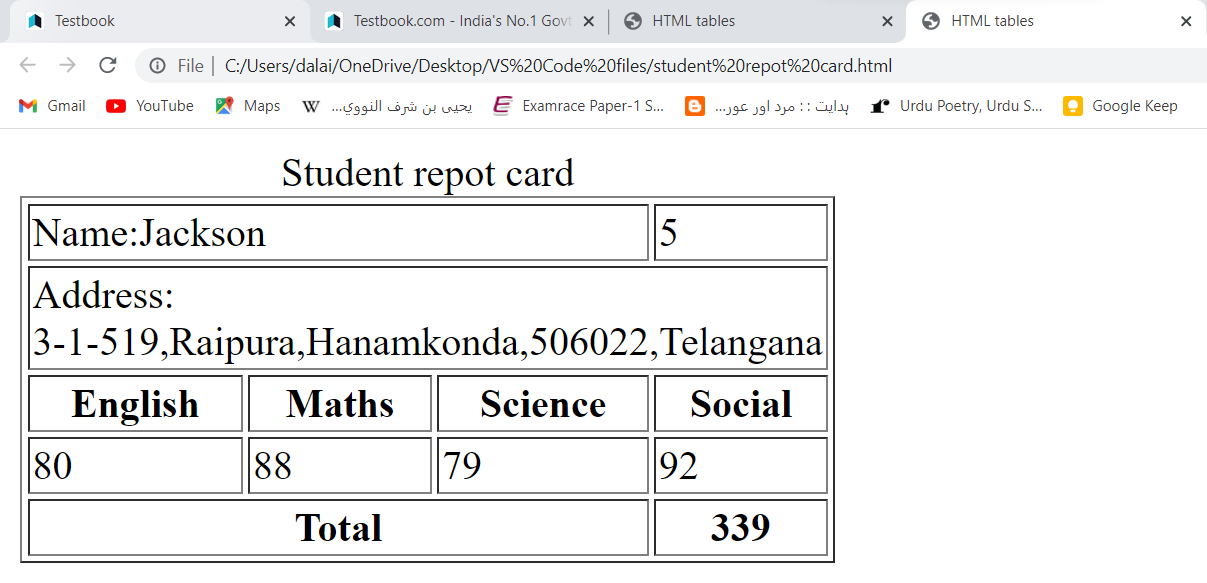 Testbook
Testbook.com - India's No.1 Govt
HTML tables
HTML tables
File | C:/Users/dalai/OneDrive/Desktop/VS%20Code%20files/student%20repot%20card.html
Gmail
YouTube
Maps
W يحيى بن شرف النووي...
Examrace Paper-1 S...
ہدایت : : مرد اور عور...
Urdu Poetry, Urdu S...
Google Keep
Student repot card
Name:Jackson 5
Address:
3-1-519,Raipura,Hanamkonda,506022,Telangana
English Maths Science Social
80 88 79 92
Total 339